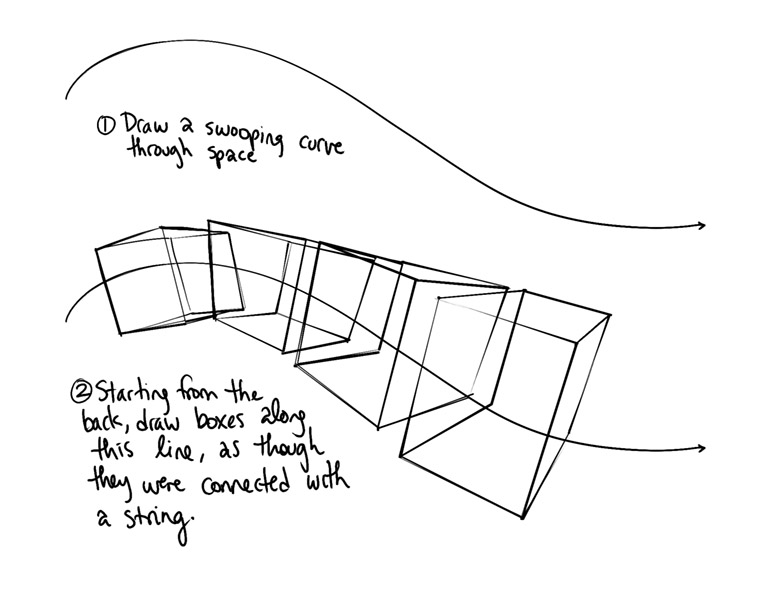 ① Draw a swooping curve
through space
② Starting from the
back, draw boxes along
this line, as though
they were connected with
a string.